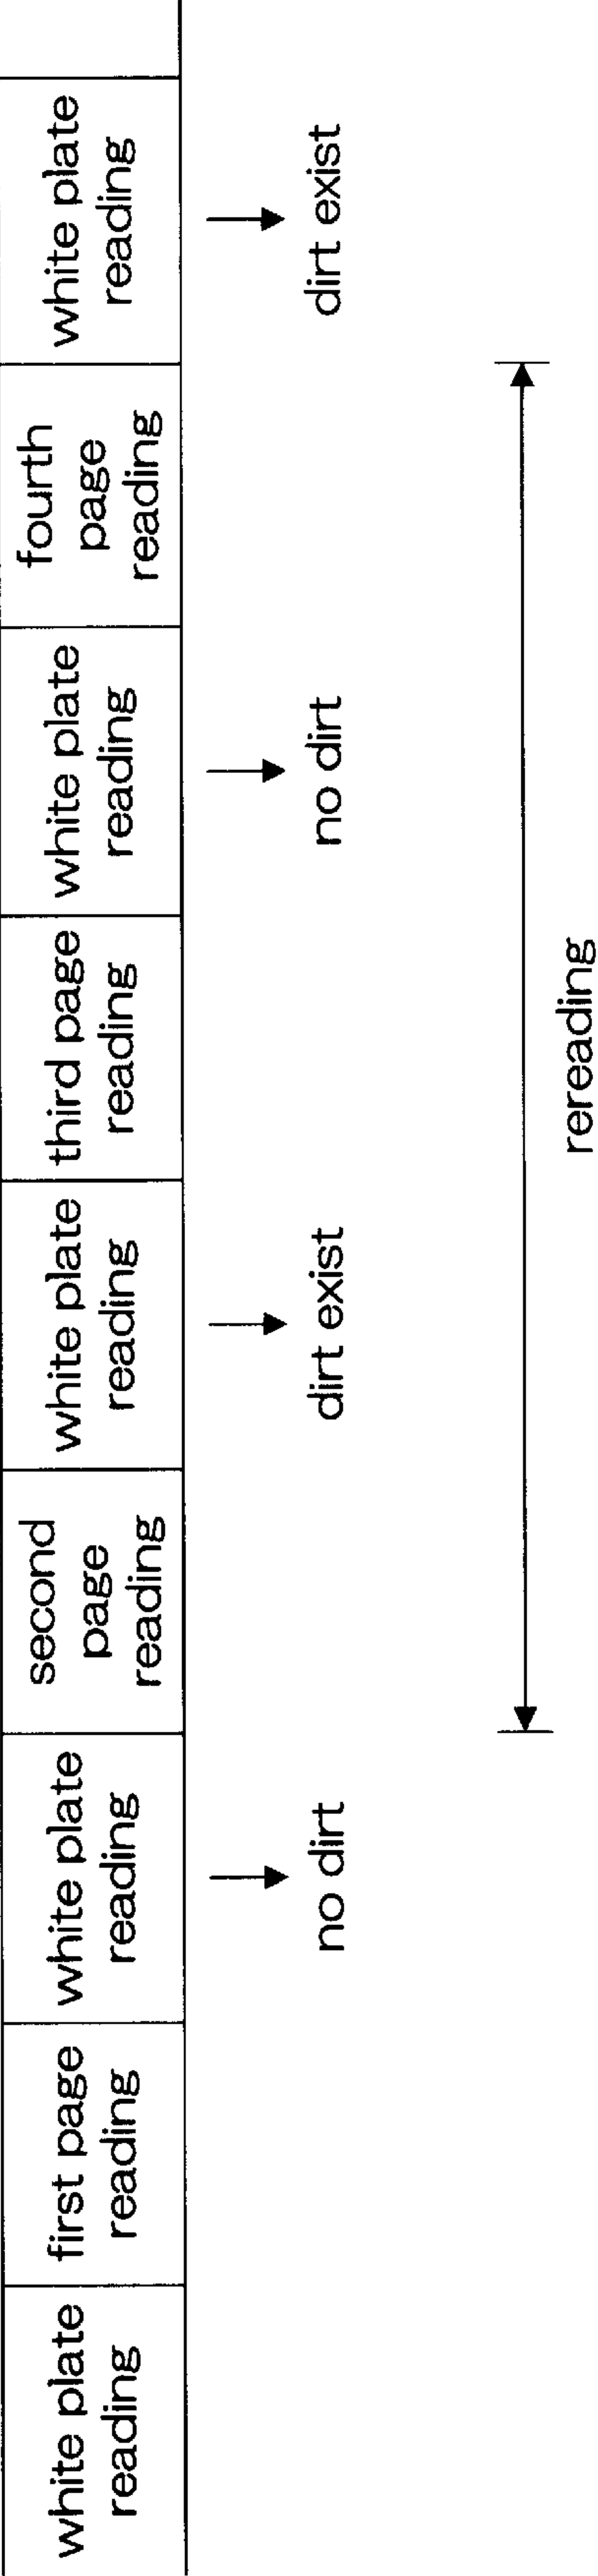 white plate
reading
first page
reading
white plate
reading
second
page
reading
white plate
reading
third page
reading
white plate
reading
fourth
page
reading
white plate
reading
no dirt
dirt exist
no dirt
dirt exist
rereading